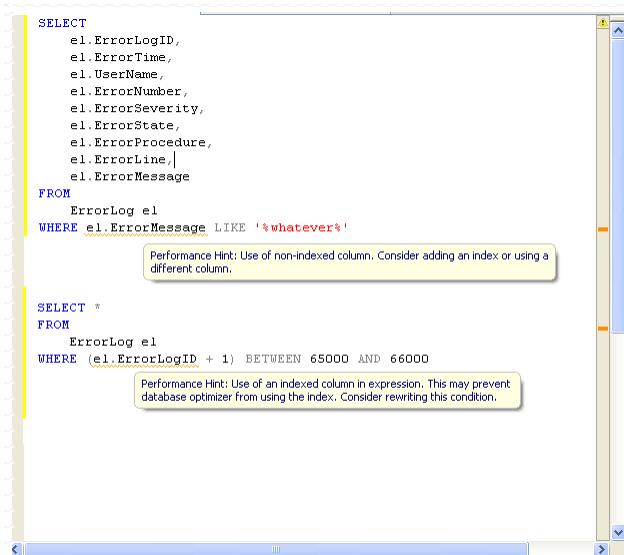 SELECT
    el.ErrorLogID,
    el.ErrorTime,
    el.UserName,
    el.ErrorNumber,
    el.ErrorSeverity,
    el.ErrorState,
    el.ErrorProcedure,
    el.ErrorLine,
    el.ErrorMessage
FROM
    ErrorLog el
WHERE el.ErrorMessage LIKE '%whatever%'
Performance Hint: Use of non-indexed column. Consider adding an index or using a
different column.
SELECT *
FROM
    ErrorLog el
WHERE (el.ErrorLogID + 1) BETWEEN 65000 AND 66000
Performance Hint: Use of an indexed column in expression. This may prevent
database optimizer from using the index. Consider rewriting this condition.